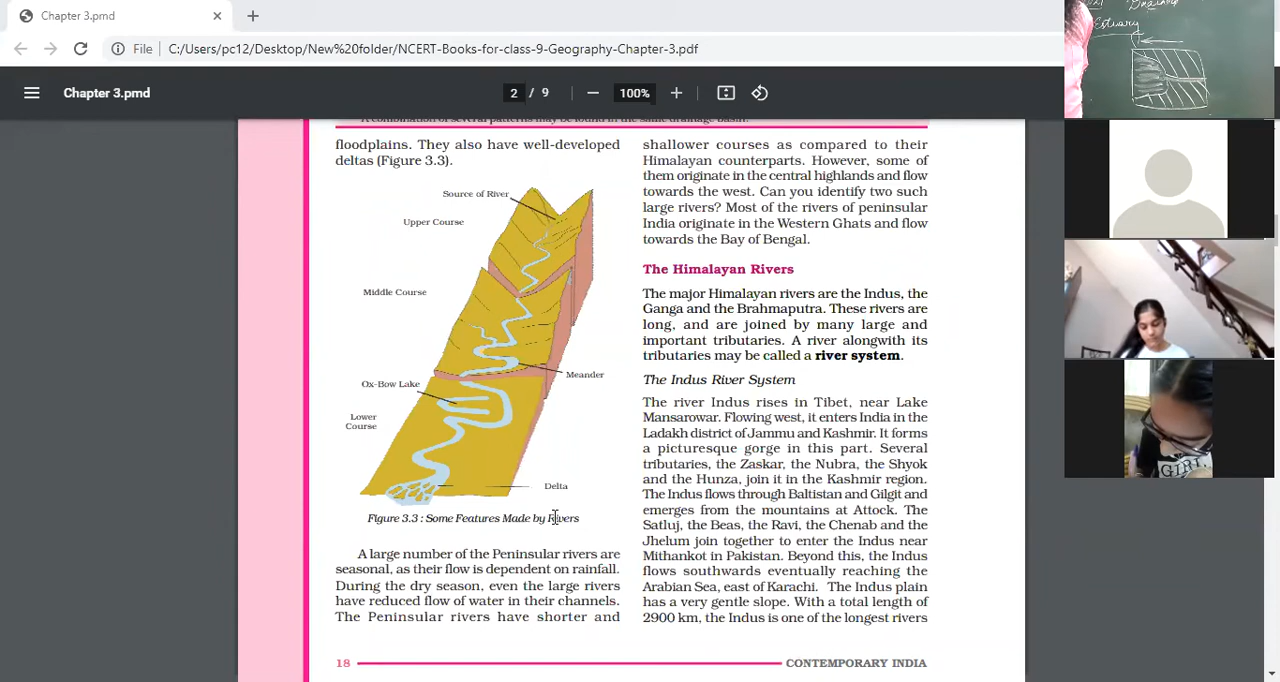 Chapter 3.pmd
File
C:/Users/pc12/Desktop/New%20folder/NCERT-Books-for-class-9-Geography-Chapter-3.pdf
Chapter 3.pmd
2 / 9
100%
Estuary
A combination of several patterns may be found in the same drainage basin.
floodplains. They also have well-developed
deltas (Figure 3.3).
Source of River
Upper Course
Middle Course
Meander
Ox-Bow Lake
Lower
Course
Delta
Figure 3.3 : Some Features Made by Rivers
A large number of the Peninsular rivers are
seasonal, as their flow is dependent on rainfall.
During the dry season, even the large rivers
have reduced flow of water in their channels.
The Peninsular rivers have shorter and
shallower courses as compared to their
Himalayan counterparts. However, some of
them originate in the central highlands and flow
towards the west. Can you identify two such
large rivers? Most of the rivers of peninsular
India originate in the Western Ghats and flow
towards the Bay of Bengal.
The Himalayan Rivers
The major Himalayan rivers are the Indus, the
Ganga and the Brahmaputra. These rivers are
long, and are joined by many large and
important tributaries. A river alongwith its
tributaries may be called a river system.
The Indus River System
The river Indus rises in Tibet, near Lake
Mansarowar. Flowing west, it enters India in the
Ladakh district of Jammu and Kashmir. It forms
a picturesque gorge in this part. Several
tributaries, the Zaskar, the Nubra, the Shyok
and the Hunza, join it in the Kashmir region.
The Indus flows through Baltistan and Gilgit and
emerges from the mountains at Attock. The
Satluj, the Beas, the Ravi, the Chenab and the
Jhelum join together to enter the Indus near
Mithankot in Pakistan. Beyond this, the Indus
flows southwards eventually reaching the
Arabian Sea, east of Karachi. The Indus plain
has a very gentle slope. With a total length of
2900 km, the Indus is one of the longest rivers
18
CONTEMPORARY INDIA
GIRL